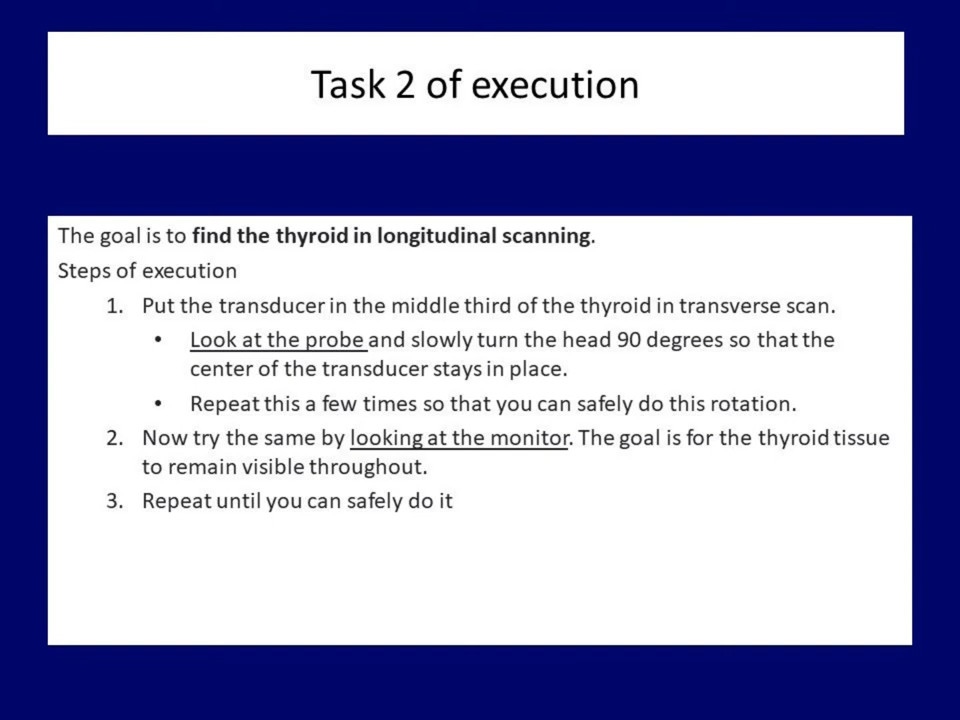 Task 2 of execution
The goal is to find the thyroid in longitudinal scanning.
Steps of execution
1. Put the transducer in the middle third of the thyroid in transverse scan.
• Look at the probe and slowly turn the head 90 degrees so that the
center of the transducer stays in place.
• Repeat this a few times so that you can safely do this rotation.
2. Now try the same by looking at the monitor. The goal is for the thyroid tissue
to remain visible throughout.
3. Repeat until you can safely do it